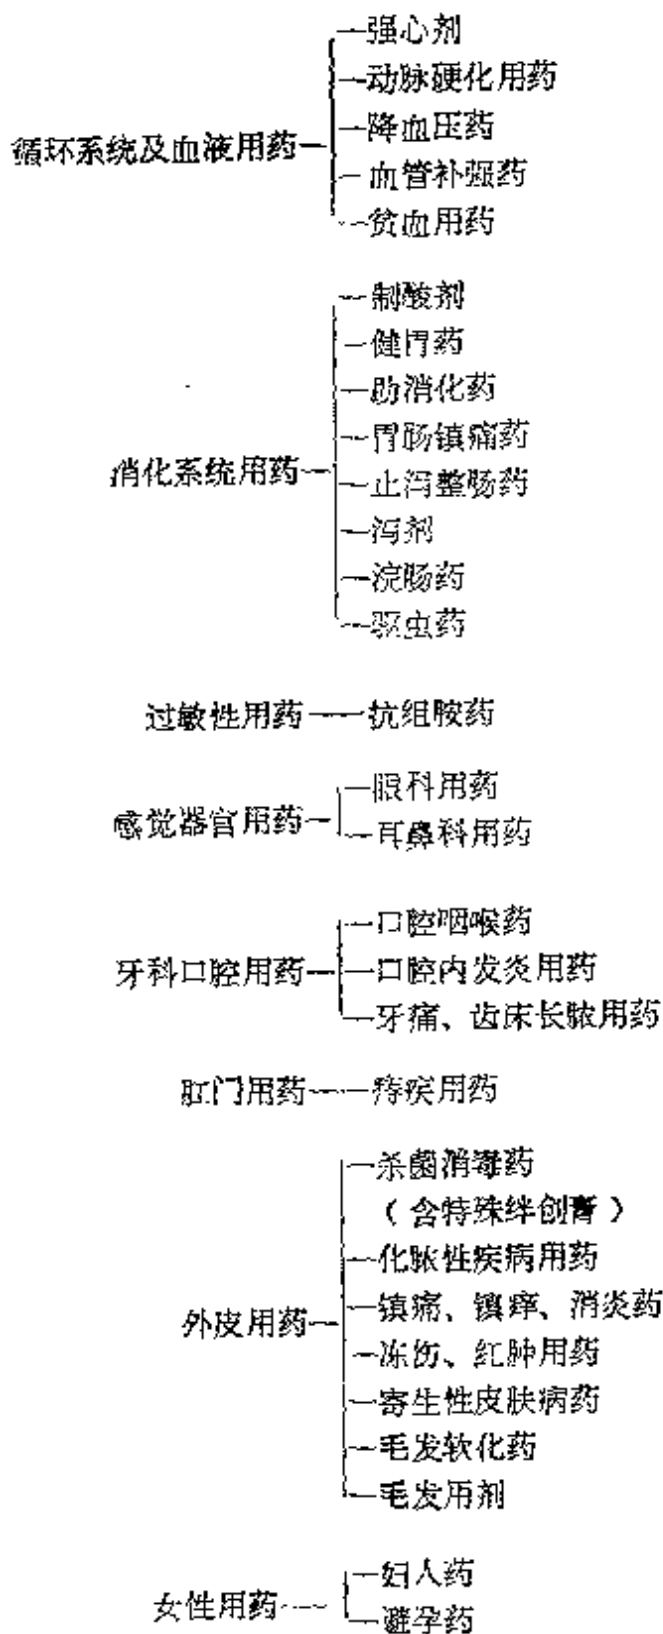 循环系统及血液用药
强心剂
动脉硬化用药
降血压药
血管补强药
贫血用药
消化系统用药
制酸剂
健胃药
助消化药
胃肠镇痛药
止泻整肠药
泻剂
浣肠药
驱虫药
过敏性用药
抗组胺药
感觉器官用药
眼科用药
耳鼻科用药
牙科口腔用药
口腔咽喉药
口腔内发炎用药
牙痛、齿床长脓用药
肛门用药
痔疾用药
外皮用药
杀菌消毒药
（含特殊绊创膏）
化脓性疾病用药
镇痛、镇痒、消炎药
冻伤、红肿用药
寄生性皮肤病药
毛发软化药
毛发用剂
女性用药
妇人药
避孕药